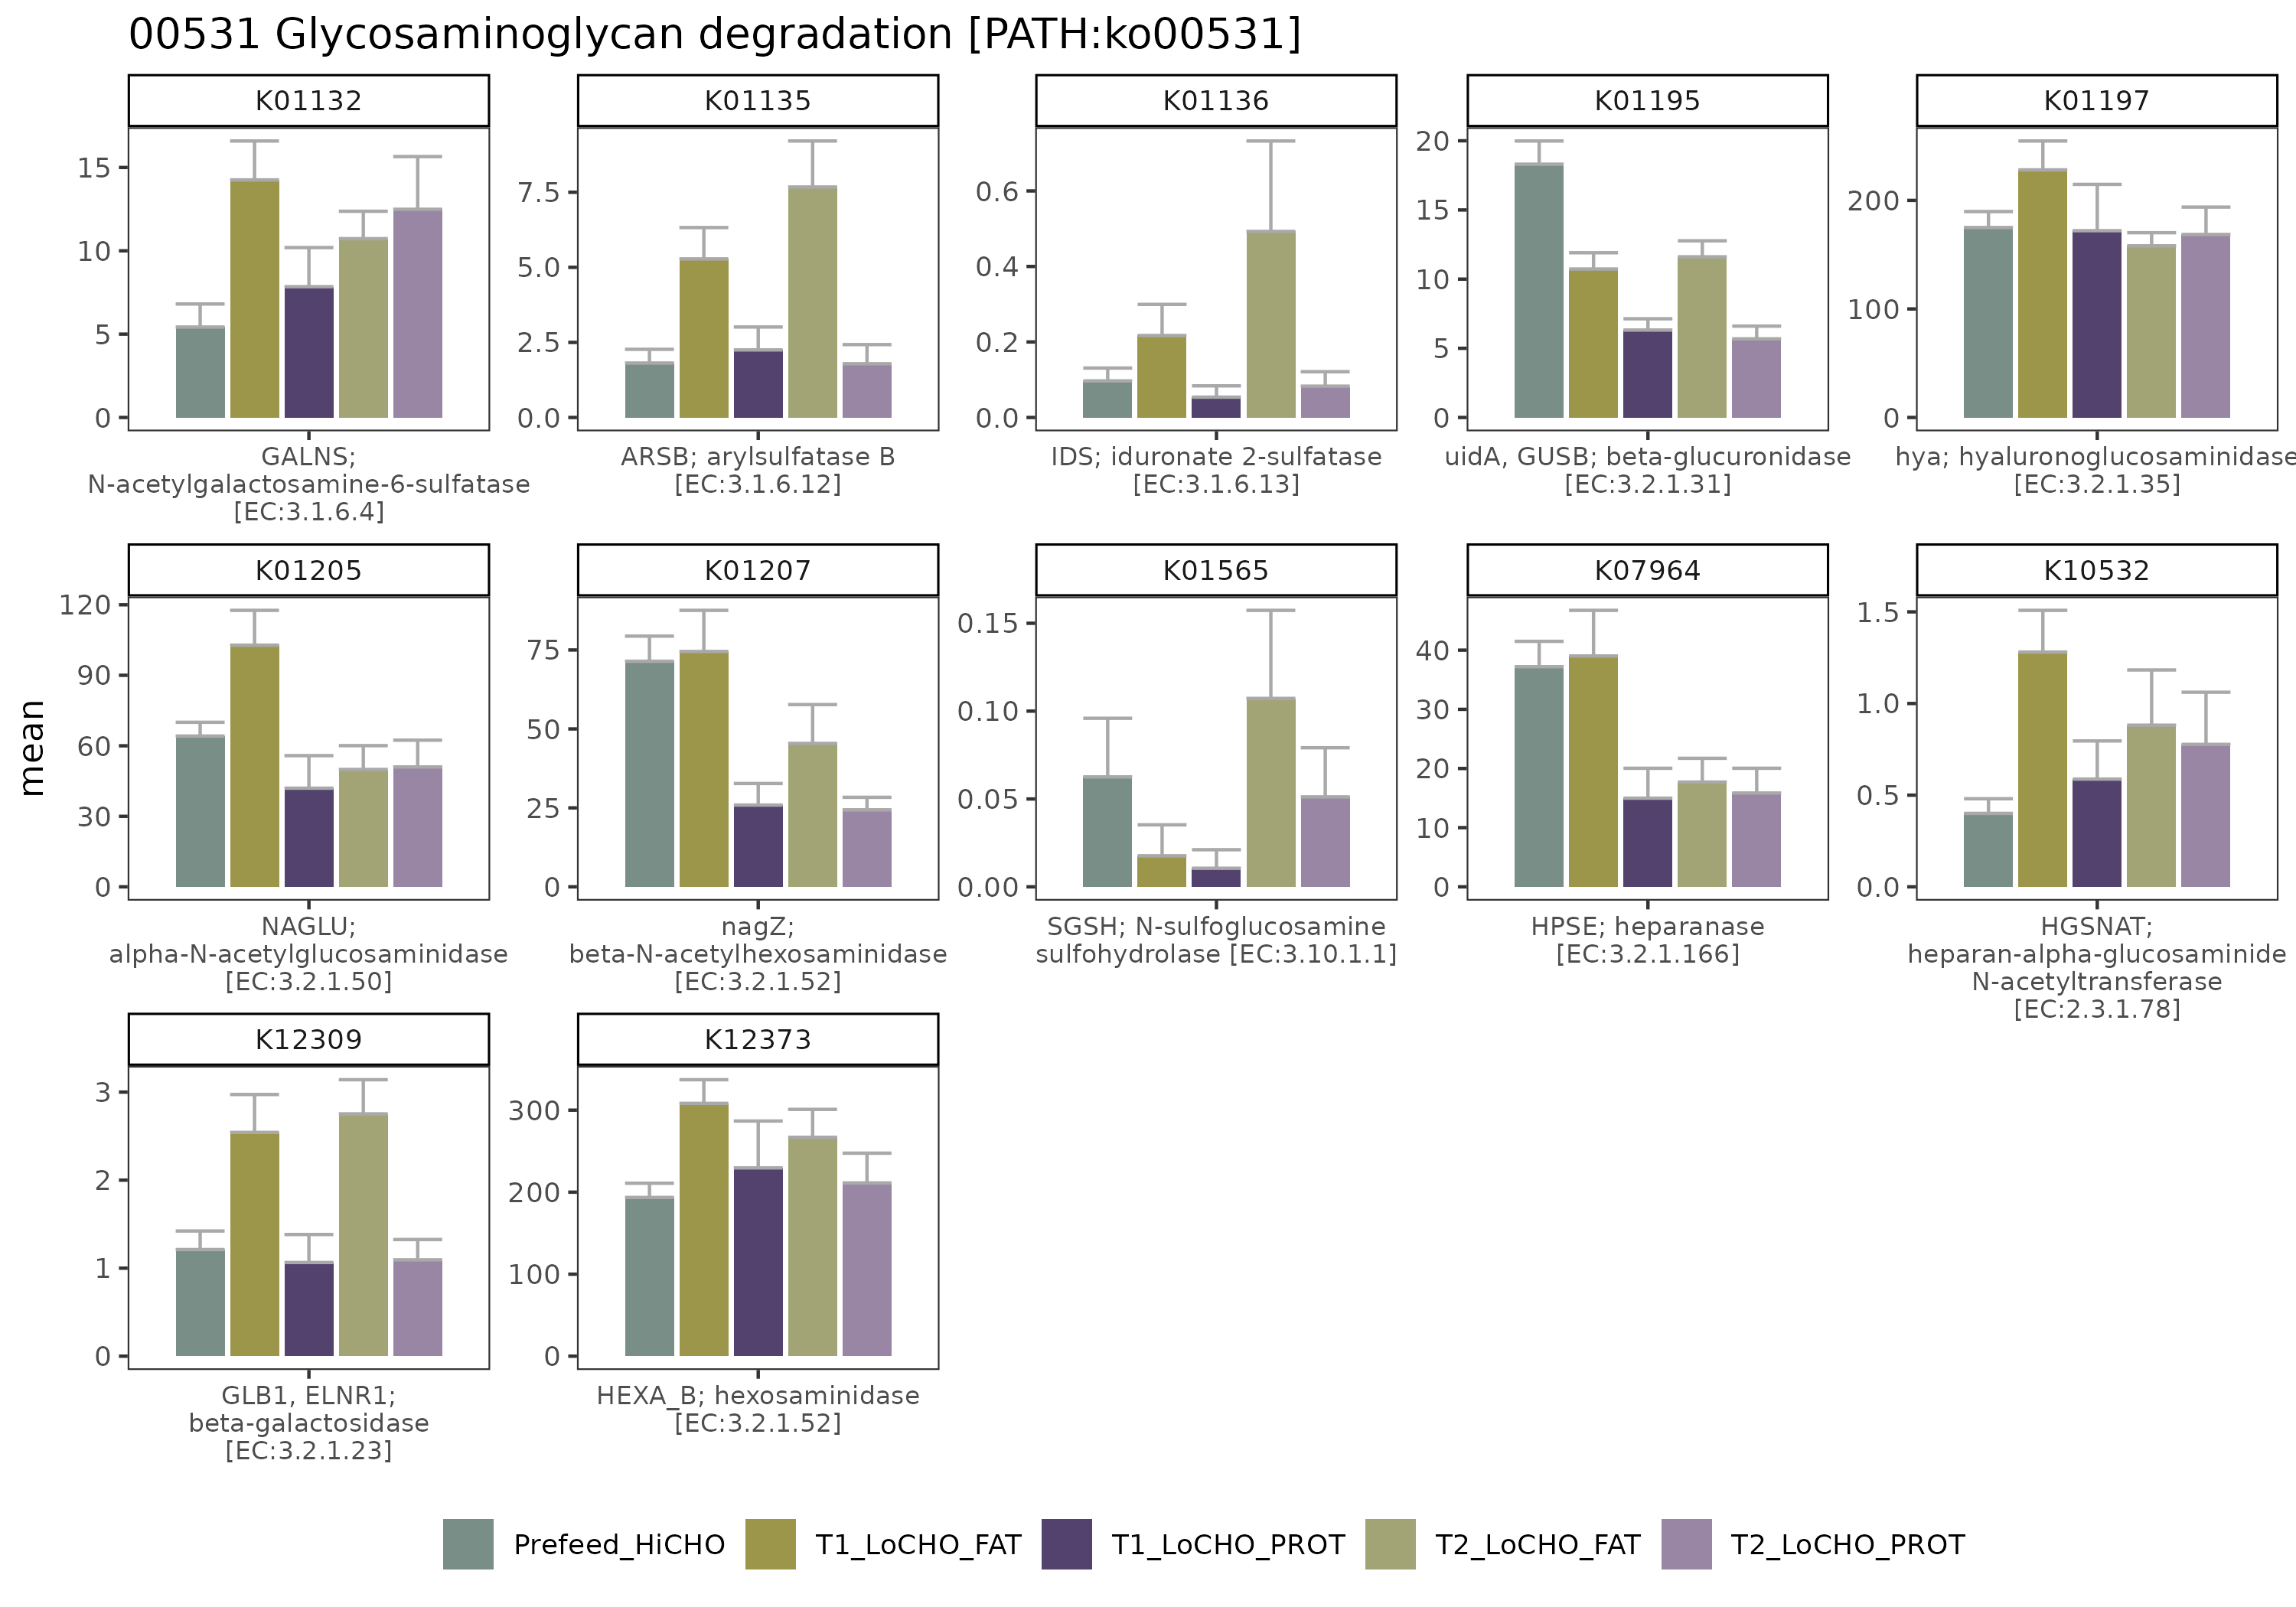 00531 Glycosaminoglycan degradation [PATH:ko00531]
K01132
K01135
K01136
K01195
K01197
15
10
5
0
7.5
5.0
2.5
0.0
0.6
0.4
0.2
0.0
20
15
10
5
0
200
100
0
GALNS;
N-acetylgalactosamine-6-sulfatase
[EC:3.1.6.4]
ARSB; arylsulfatase B
[EC:3.1.6.12]
IDS; iduronate 2-sulfatase
[EC:3.1.6.13]
uidA, GUSB; beta-glucuronidase
[EC:3.2.1.31]
hya; hyaluronoglucosaminidase
[EC:3.2.1.35]
mean
K01205
K01207
K01565
K07964
K10532
120
90
60
30
0
75
50
25
0
0.15
0.10
0.05
0.00
40
30
20
10
0
1.5
1.0
0.5
0.0
NAGLU;
alpha-N-acetylglucosaminidase
[EC:3.2.1.50]
nagZ;
beta-N-acetylhexosaminidase
[EC:3.2.1.52]
SGSH; N-sulfoglucosamine
sulfohydrolase [EC:3.10.1.1]
HPSE; heparanase
[EC:3.2.1.166]
HGSNAT;
heparan-alpha-glucosaminide
N-acetyltransferase
[EC:2.3.1.78]
K12309
K12373
3
2
1
0
300
200
100
0
GLB1, ELNR1;
beta-galactosidase
[EC:3.2.1.23]
HEXA_B; hexosaminidase
[EC:3.2.1.52]
Prefeed_HiCHO
T1_LoCHO_FAT
T1_LoCHO_PROT
T2_LoCHO_FAT
T2_LoCHO_PROT